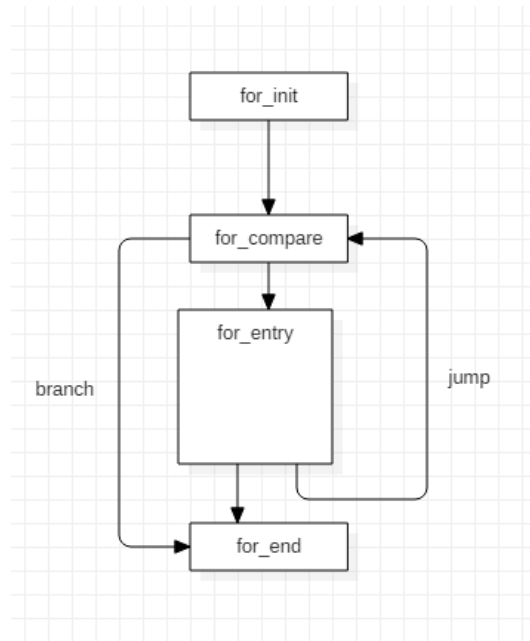 for_init
for_compare
for_entry
branch
jump
for_end